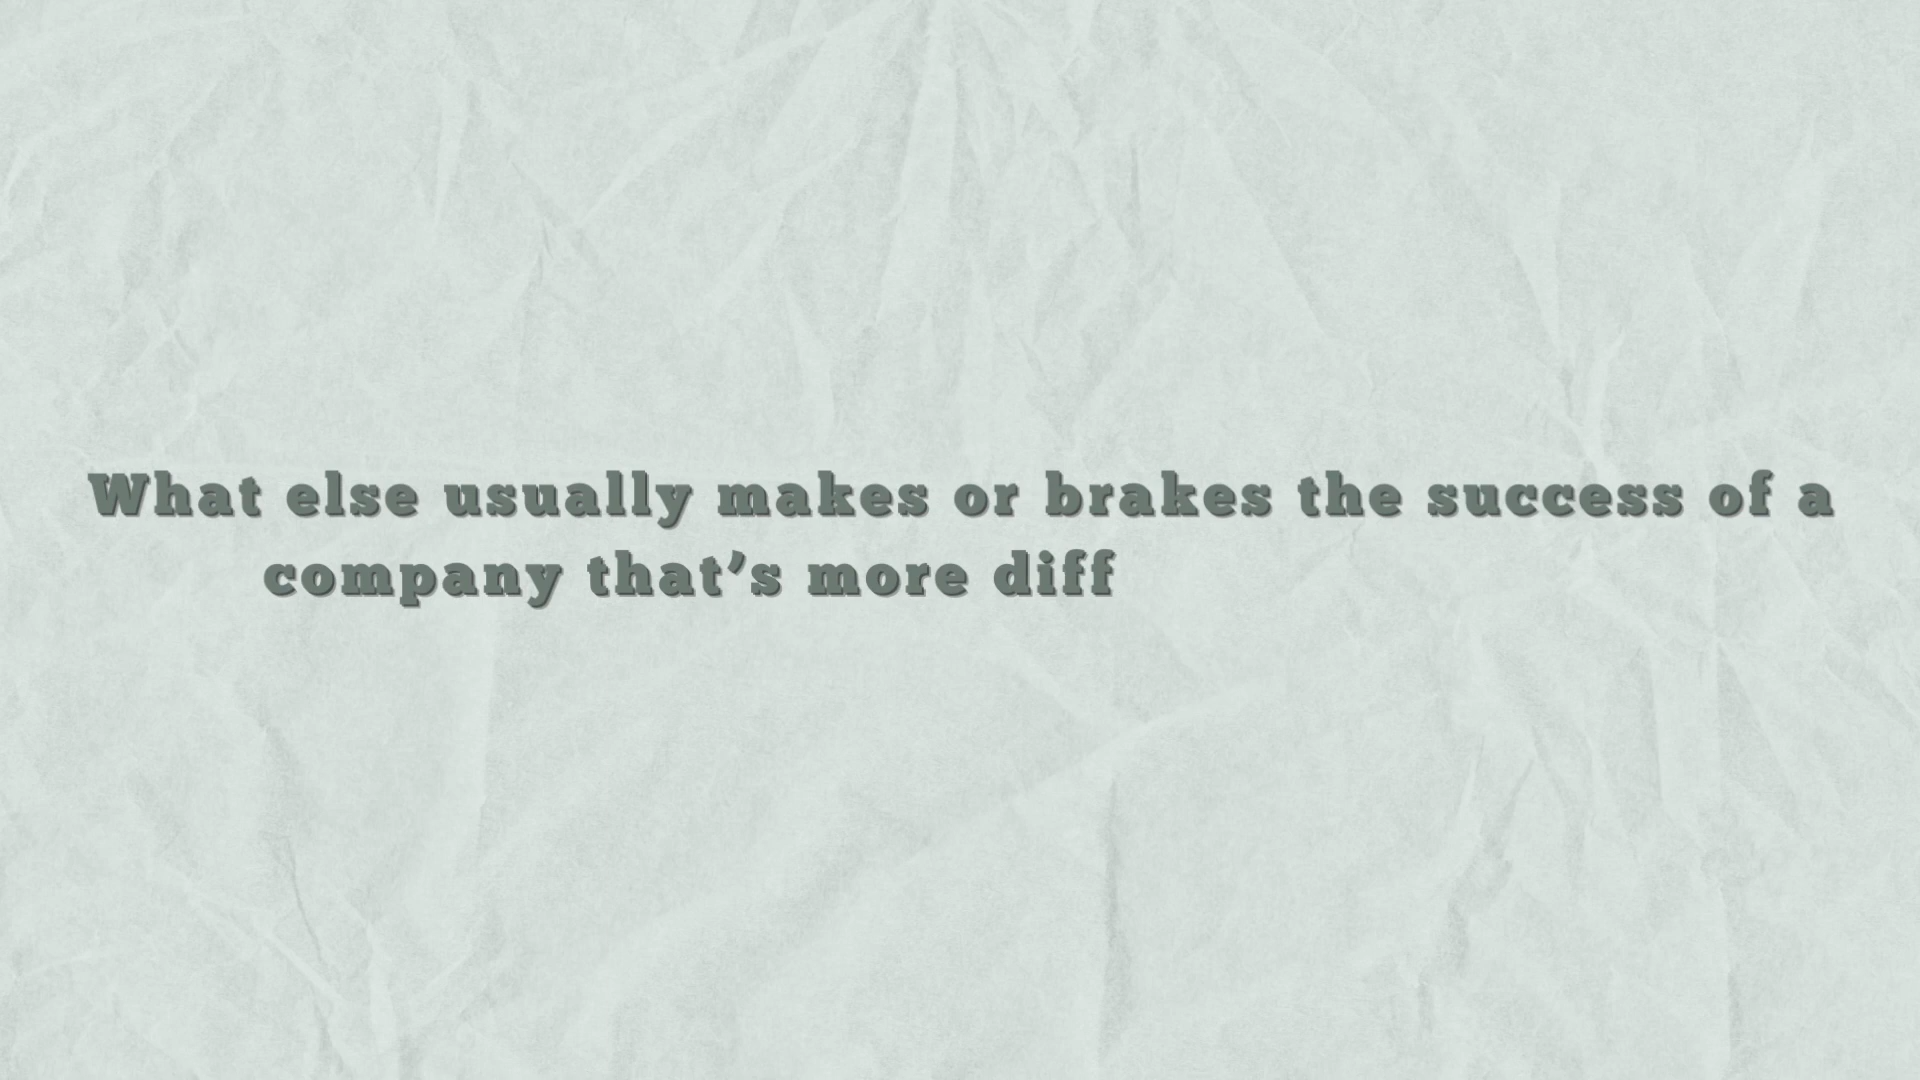 What else usually makes or brakes the success of a
company that’s more diff